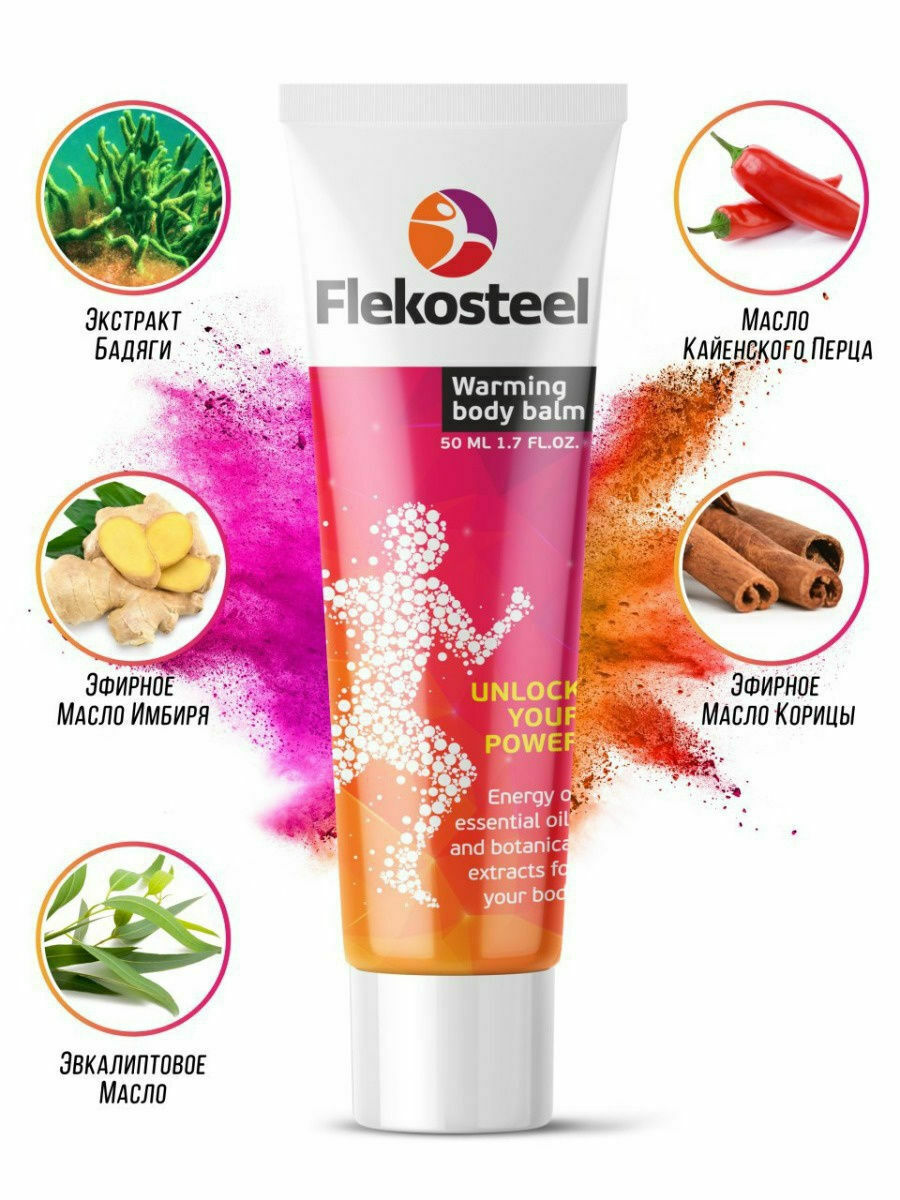 Flekosteel
Warming
body balm
50 ML 1.7 FL.OZ.
UNLOCK
YOUR
POWER
Energy o
essential oil
and botanica
extracts fo
your bod
Экстракт
Бадяги
Эфирное
Масло Имбиря
Эвкалиптовое
Масло
Масло
Кайенского Перца
Эфирное
Масло Корицы